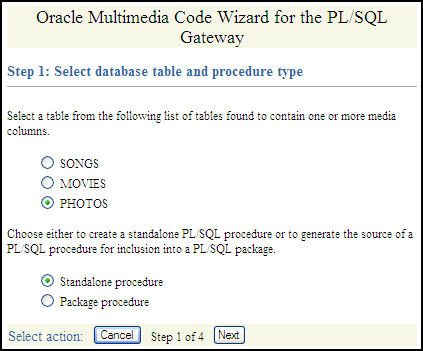 Oracle Multimedia Code Wizard for the PL/SQL
Gateway
Step 1: Select database table and procedure type
Select a table from the following list of tables found to contain one or more media
columns.
SONGS
MOVIES
PHOTOS
Choose either to create a standalone PL/SQL procedure or to generate the source of a
PL/SQL procedure for inclusion into a PL/SQL package.
Standalone procedure
Package procedure
Select action: Cancel Step 1 of 4 Next